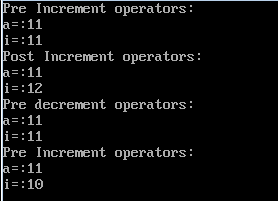 Pre Increment operators:
a=:11
i=:11
Post Increment operators:
a=:11
i=:12
Pre decrement operators:
a=:11
i=:11
Pre Increment operators:
a=:11
i=:10